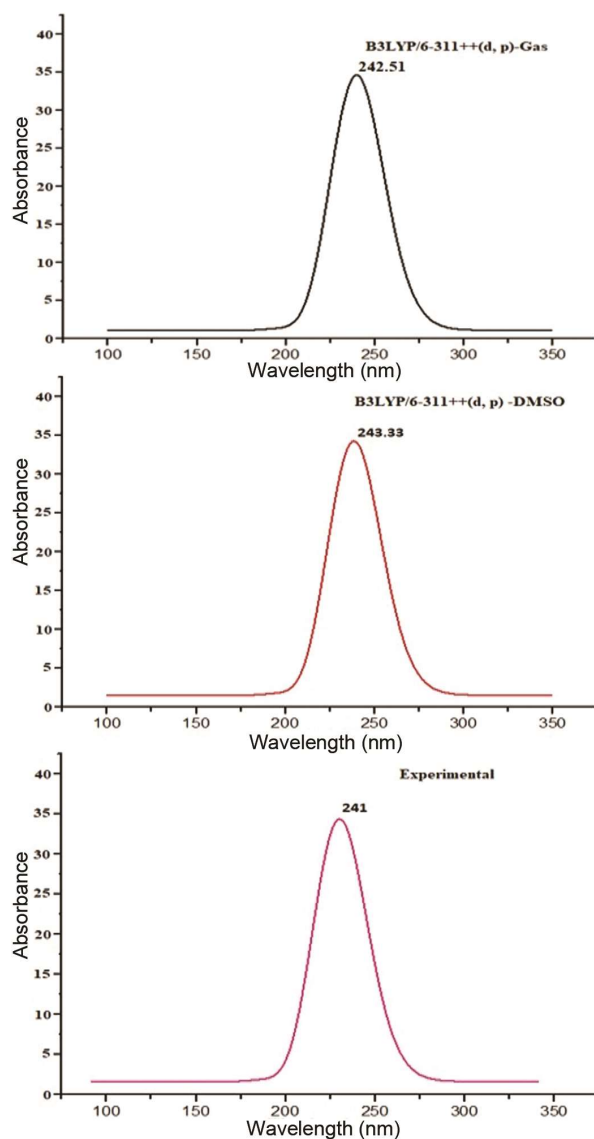 B3LYP/6-311++(d, p)-Gas
242.51
40
35
30
25
20
15
10
5
0
Absorbance
100 150 200 250 300 350
Wavelength (nm)
B3LYP/6-311++(d, p) -DMSO
243.33
40
35
30
25
20
15
10
5
0
Absorbance
100 150 200 250 300 350
Wavelength (nm)
Experimental
241
40
35
30
25
20
15
10
5
0
Absorbance
100 150 200 250 300 350
Wavelength (nm)